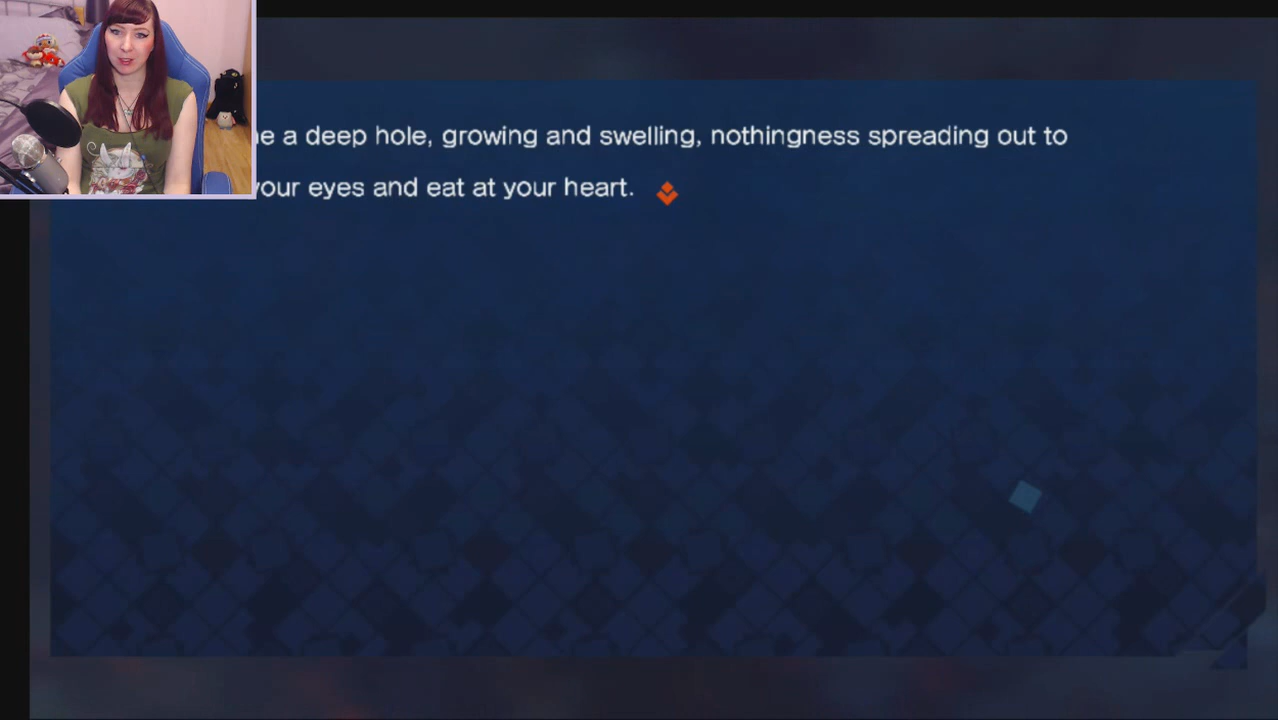 a deep hole, growing and swelling, nothingness spreading out to
your eyes and eat at your heart.